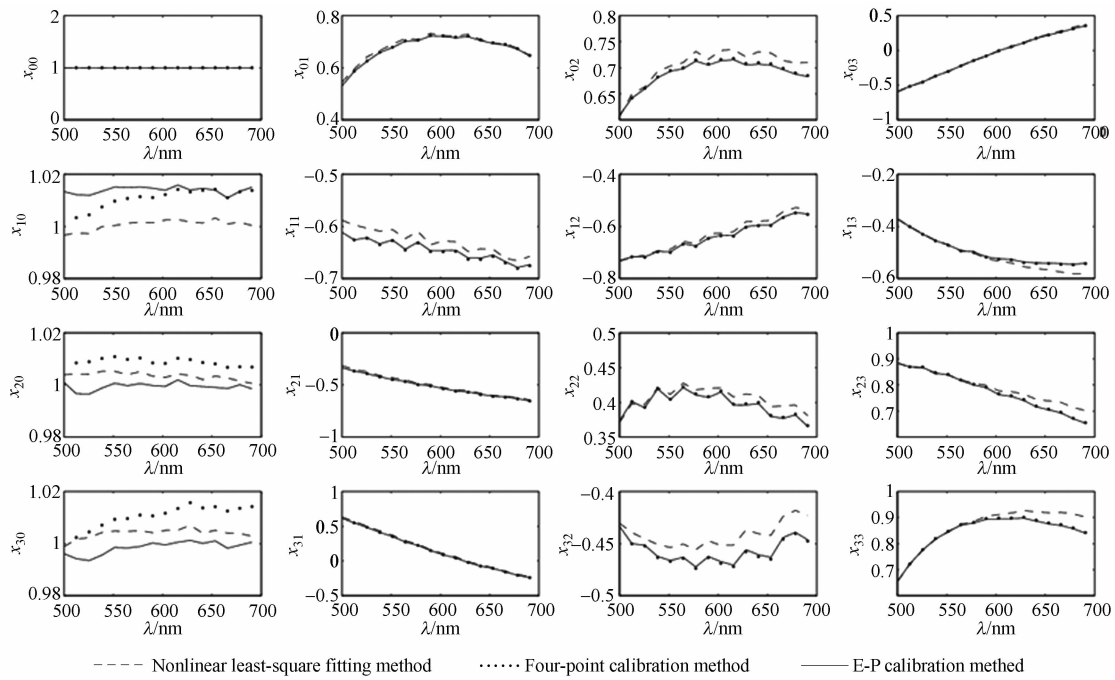 2
1
0
x00
500 550 600 650 700
λ/nm
0.8
0.6
0.4
x01
500 550 600 650 700
λ/nm
0.8
0.75
0.70
0.65
x02
500 550 600 650 700
λ/nm
0.5
0
−0.5
−1
x03
500 550 600 650 700
λ/nm
1.02
1
0.98
x10
500 550 600 650 700
λ/nm
−0.5
−0.6
−0.7
x11
500 550 600 650 700
λ/nm
−0.4
−0.6
−0.8
x12
500 550 600 650 700
λ/nm
−0.2
−0.4
−0.6
x13
500 550 600 650 700
λ/nm
1.02
1
0.98
x20
500 550 600 650 700
λ/nm
0
−0.5
−1
x21
500 550 600 650 700
λ/nm
0.5
0.45
0.4
0.35
x22
500 550 600 650 700
λ/nm
1
0.9
0.8
0.7
x23
500 550 600 650 700
λ/nm
1.02
1
0.98
x30
500 550 600 650 700
λ/nm
1
0.5
0
−0.5
x31
500 550 600 650 700
λ/nm
−0.4
−0.45
−0.5
x32
500 550 600 650 700
λ/nm
1
0.9
0.8
0.7
x33
500 550 600 650 700
λ/nm
Nonlinear least-square fitting method Four-point calibration method E-P calibration methed